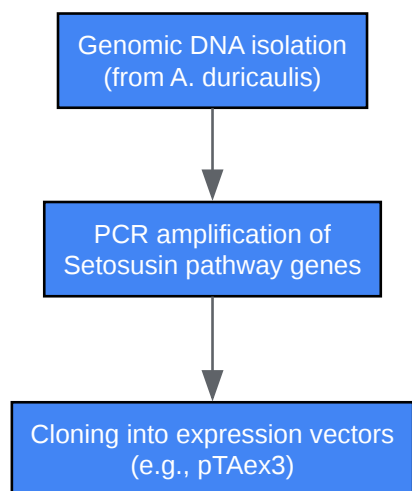 Genomic DNA isolation
(from A. duricaulis)
PCR amplification of
Setosusin pathway genes
Cloning into expression vectors
(e.g., pTAex3)